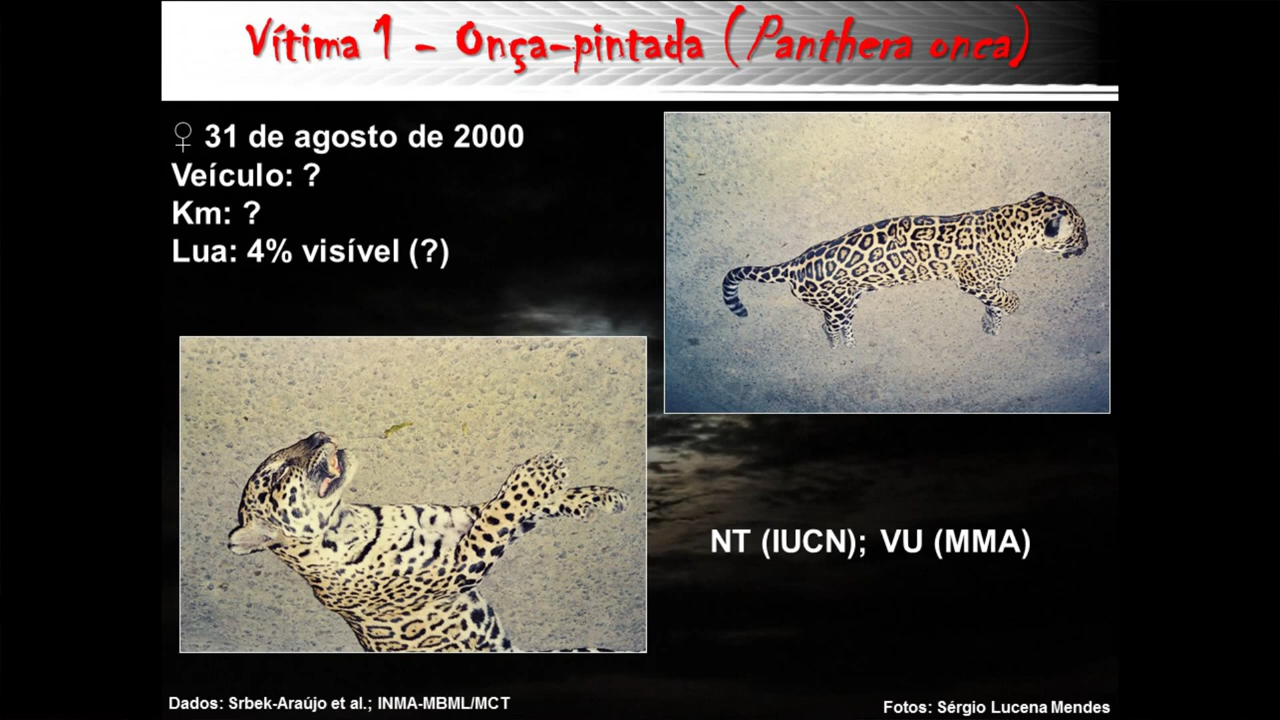 Vítima 1 - Onça-pintada (Panthera onca)
♀ 31 de agosto de 2000
Veículo: ?
Km: ?
Lua: 4% visível (?)
NT (IUCN); VU (MMA)
Dados: Srbek-Araújo et al.; INMA-MBML/MCT
Fotos: Sérgio Lucena Mendes